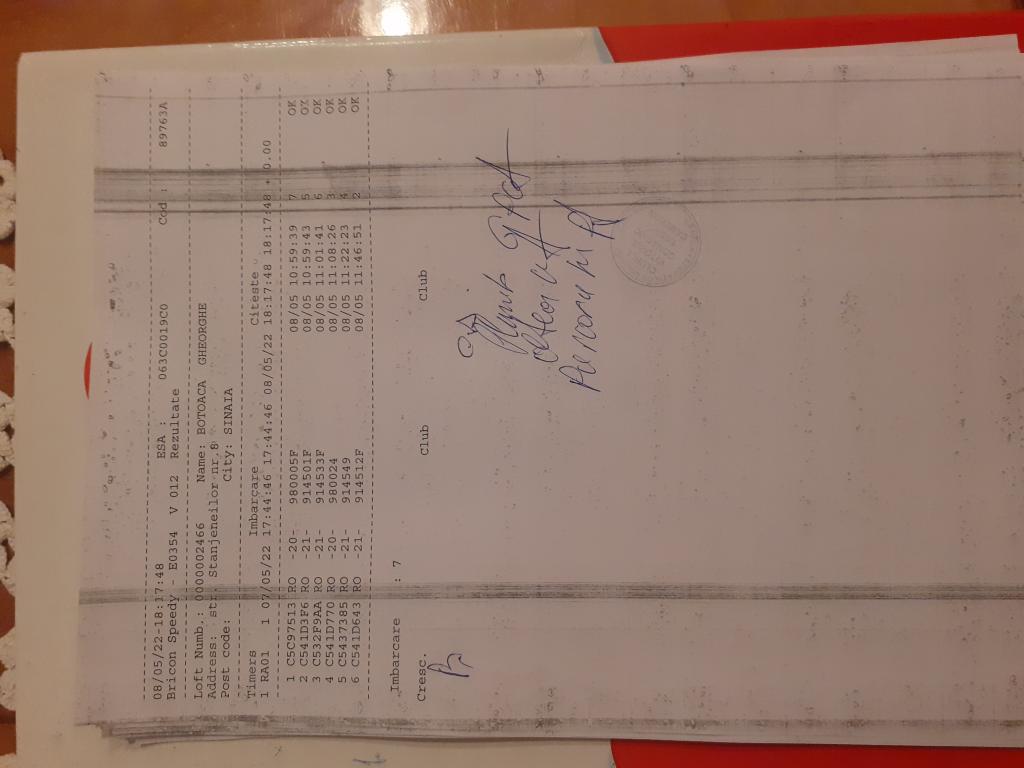 08/05/22-18:17:48
Bricon Speedy - E0354 V 012 ESA : 063C0019C0 Cod : 89763A
Rezultate
Loft Numb.: 0000002466 Name: BOTOACA GHEORGHE
Address: str. Stanjeneilor nr.8
Post code: City: SINAIA
Timers Imbarcare Citeste
1 RA01 1 07/05/22 17:44:46 17:44:46 08/05/22 18:17:48 18:17:48 + 0.00
1 C5C97513 RO -20- 980005F 08/05 10:59:39 7 OK
2 C541D3F6 RO -21- 914501F 08/05 10:59:43 5 OK
3 C532F9AA RO -21- 914533F 08/05 11:01:41 6 OK
4 C541D770 RO -20- 980024 08/05 11:08:26 3 OK
5 C5437385 RO -21- 914549 08/05 11:22:23 4 OK
6 C541D643 RO -21- 914512F 08/05 11:46:51 2 OK
Imbarcare : 7
Cresc. Club Club